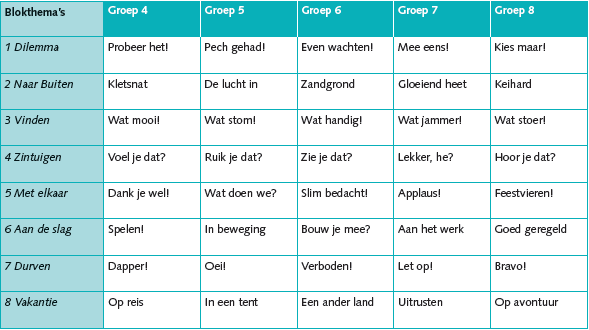 Blokthema's Groep 4 Groep 5 Groep 6 Groep 7 Groep 8
1 Dilemma Probeer het! Pech gehad! Even wachten! Mee eens! Kies maar!
2 Naar Buiten Kletsnat De lucht in Zandgrond Gloeiend heet Keihard
3 Vinden Wat mooi! Wat stom! Wat handig! Wat jammer! Wat stoer!
4 Zintuigen Voel je dat? Ruik je dat? Zie je dat? Lekker, he? Hoor je dat?
5 Met elkaar Dank je wel! Wat doen we? Slim bedacht! Applaus! Feestvieren!
6 Aan de slag Spelen! In beweging Bouw je mee? Aan het werk Goed geregeld
7 Durven Dapper! Oei! Verboden! Let op! Bravo!
8 Vakantie Op reis In een tent Een ander land Uitrusten Op avontuur